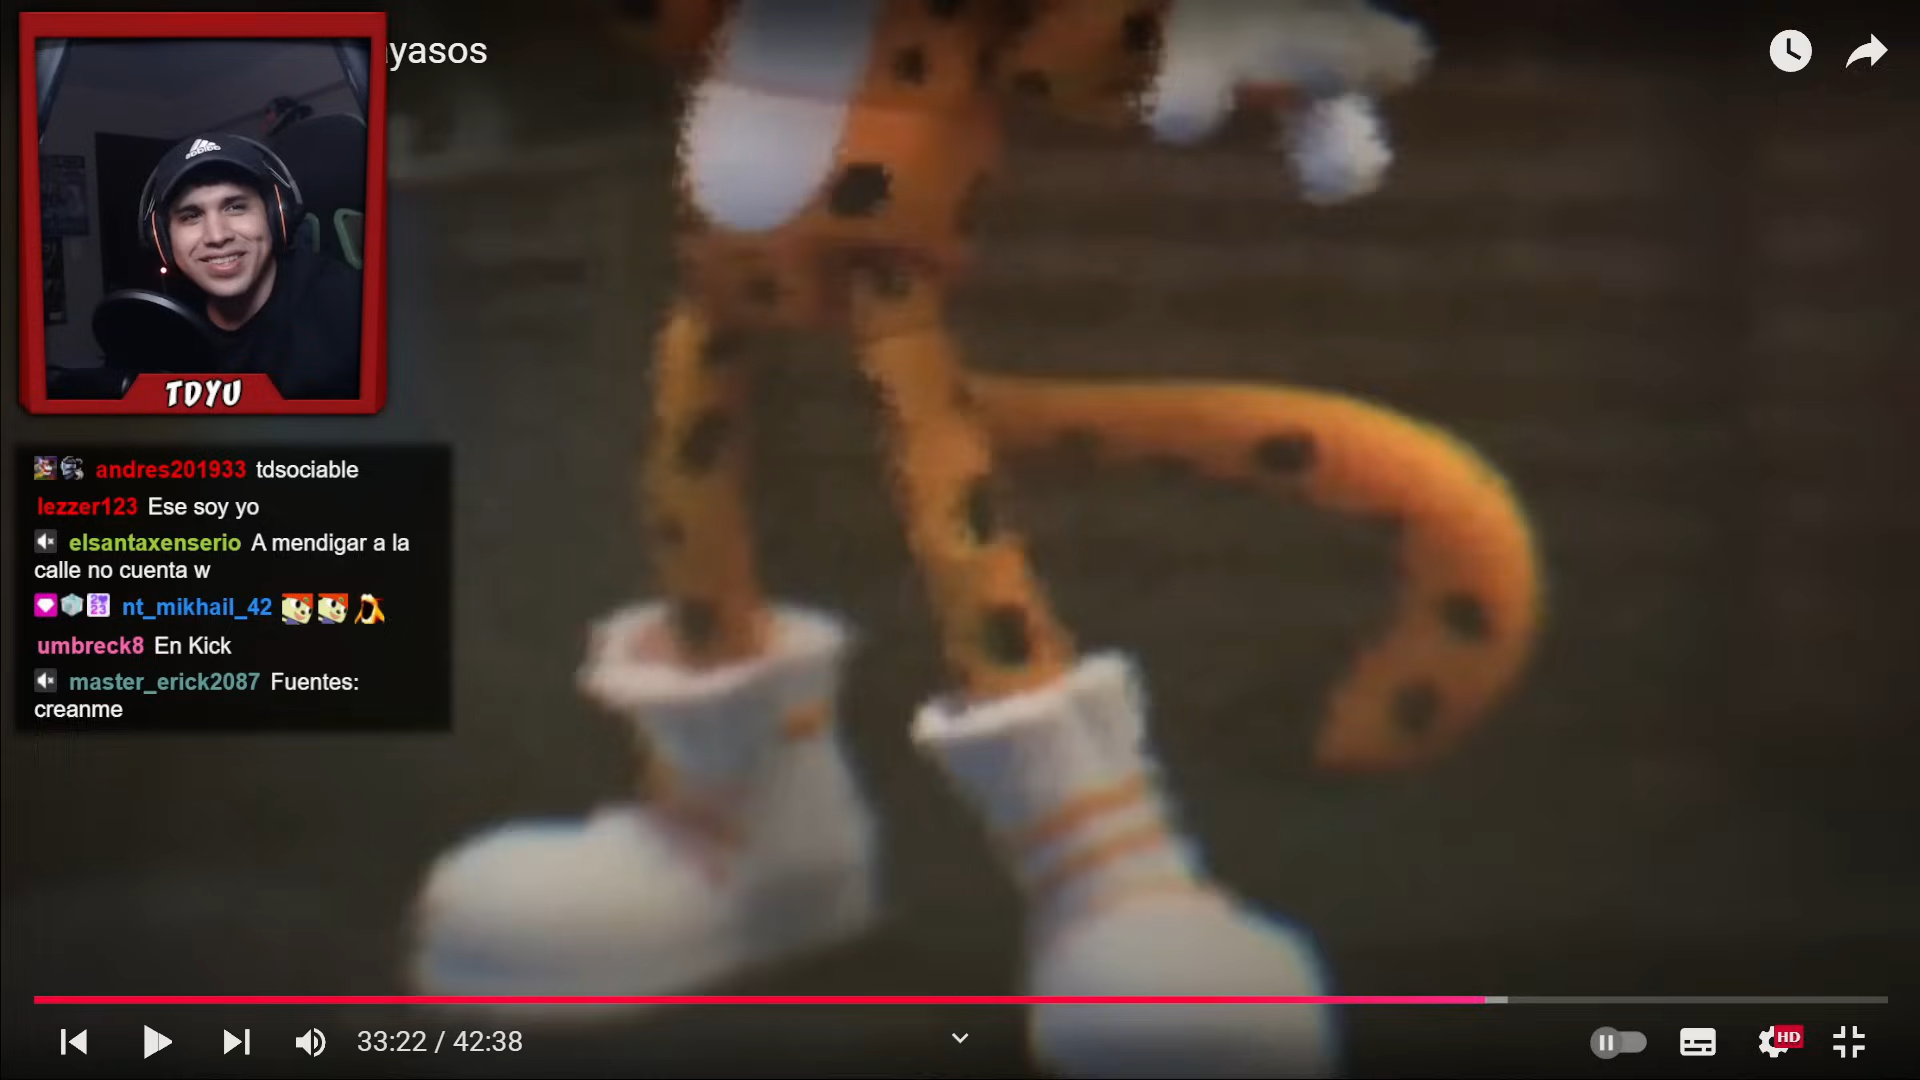 ayasos
TDYU
andres201933 tdsociable
lezzer123 Ese soy yo
elsantaxenserio A mendigar a la
calle no cuenta w
nt_mikhail_42
umbreck8 En Kick
master_erick2087 Fuentes:
creanme
33:22 / 42:38
HD